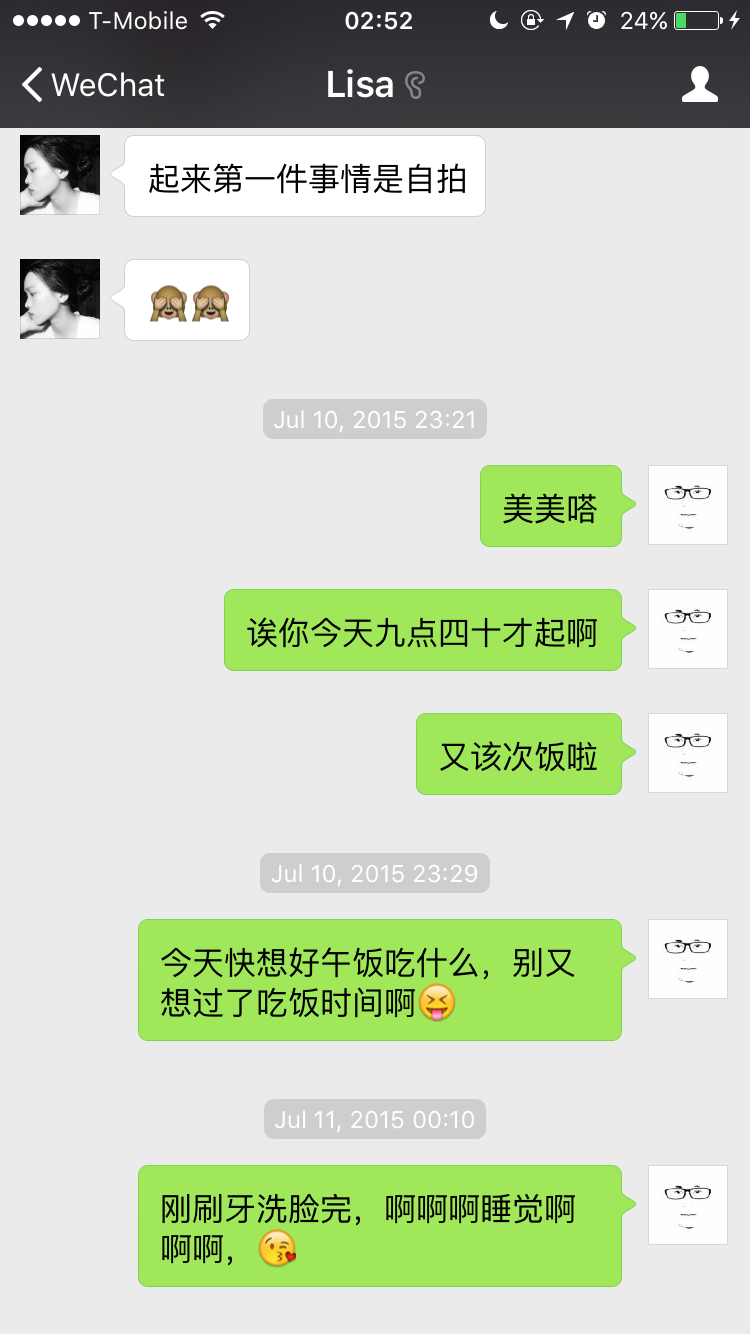 T-Mobile 02:52 24%
WeChat Lisa
起来第一件事情是自拍
🙈🙈
Jul 10, 2015 23:21
美美嗒
诶你今天九点四十才起啊
又该次饭啦
Jul 10, 2015 23:29
今天快想好午饭吃什么，别又
想过了吃饭时间啊😝
Jul 11, 2015 00:10
刚刷牙洗脸完，啊啊啊睡觉啊
啊啊，😘